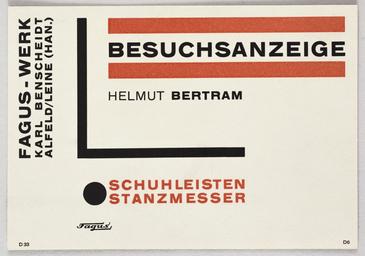 FAGUS-WERK
KARL BENSCHEIDT
ALFELD/LEINE (HAN.)
BESUCHSANZEIGE
HELMUT BERTRAM
SCHUHLEISTEN
STANZMESSER
Fagus
D 33
D6